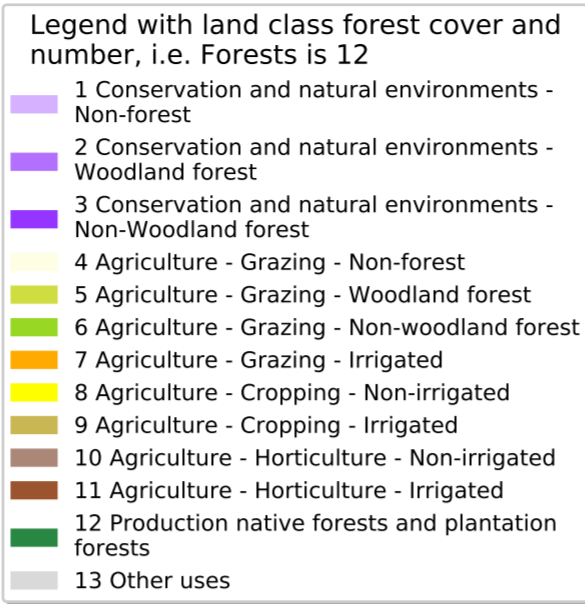 Legend with land class forest cover and
number, i.e. Forests is 12
1 Conservation and natural environments -
Non-forest
2 Conservation and natural environments -
Woodland forest
3 Conservation and natural environments -
Non-Woodland forest
4 Agriculture - Grazing - Non-forest
5 Agriculture - Grazing - Woodland forest
6 Agriculture - Grazing - Non-woodland forest
7 Agriculture - Grazing - Irrigated
8 Agriculture - Cropping - Non-irrigated
9 Agriculture - Cropping - Irrigated
10 Agriculture - Horticulture - Non-irrigated
11 Agriculture - Horticulture - Irrigated
12 Production native forests and plantation
forests
13 Other uses